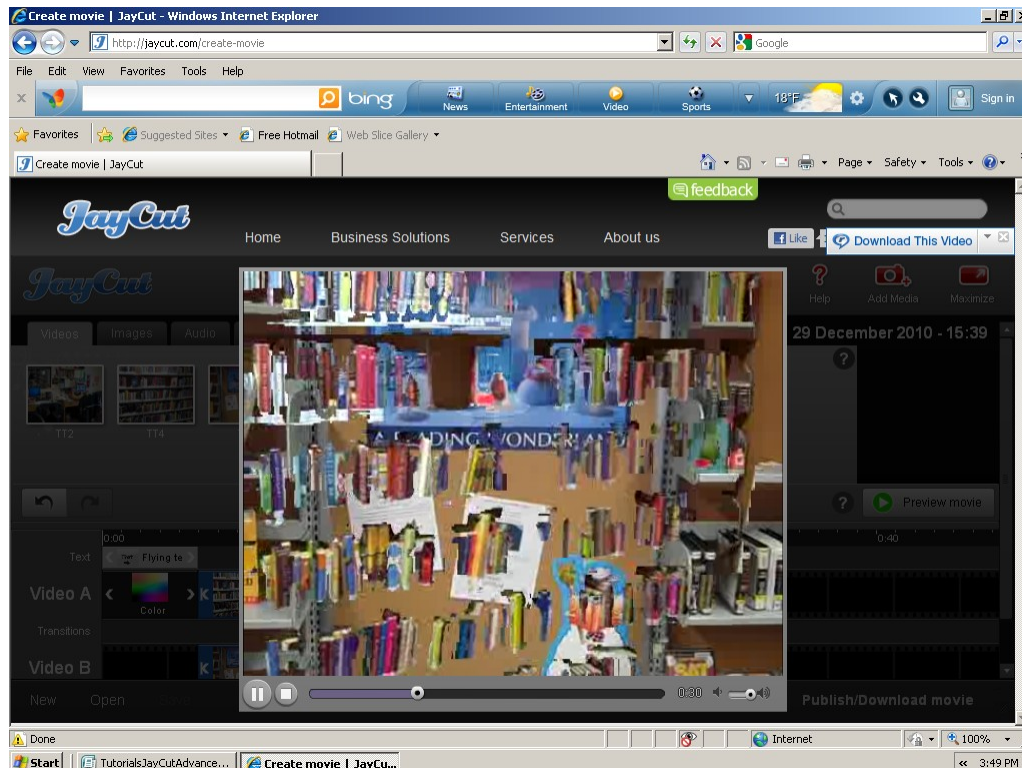 Create movie | JayCut - Windows Internet Explorer
http://jaycut.com/create-movie
Google
File Edit View Favorites Tools Help
bing
News Entertainment Video Sports 18°F Sign in
Favorites Suggested Sites Free Hotmail Web Slice Gallery
Create movie | JayCut
Page Safety Tools
feedback
JayCut
Home Business Solutions Services About us
Like
Download This Video
JayCut
Help Add Media Maximize
Videos Images Audio
29 December 2010 - 15:39
TT2 TT4
A READING WONDERLAND
SAT
Preview movie
0:00 0:40
Text Flying te
Video A
Color
Transitions
Video B
0:30
New Open Save Publish/Download movie
Done Internet 100%
Start TutorialsJayCutAdvance... Create movie | JayCu... 3:49 PM